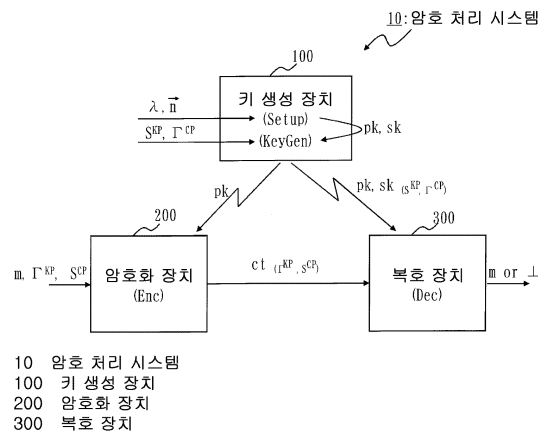 10:암호 처리 시스템
100
키 생성 장치
(Setup)
(KeyGen)
λ, n⃗
S^KP, Γ^CP
pk, sk
pk
pk, sk (S^KP, Γ^CP)
200
300
m, Γ^KP, S^CP
암호화 장치
(Enc)
ct (Γ^KP, S^CP)
복호 장치
(Dec)
m or ⊥
10 암호 처리 시스템
100 키 생성 장치
200 암호화 장치
300 복호 장치